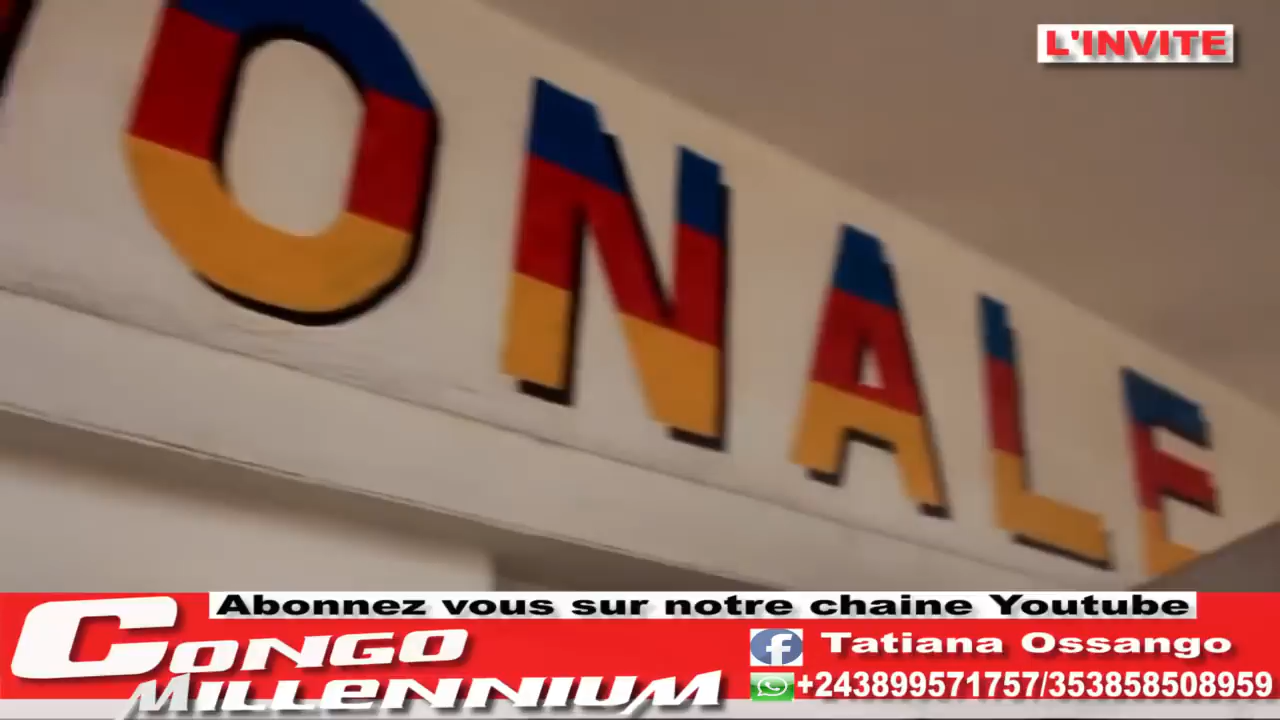 L'INVITE
ONALE
Abonnez vous sur notre chaine Youtube
CONGO
MILLENNIUM
Tatiana Ossango
+243899571757/353858508959